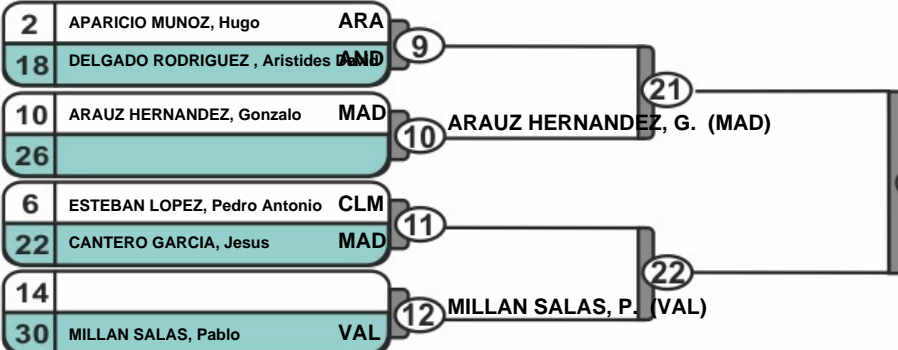 2 APARICIO MUNOZ, Hugo ARA
18 DELGADO RODRIGUEZ , Aristides David AND
9
10 ARAUZ HERNANDEZ, Gonzalo MAD
26
10 ARAUZ HERNANDEZ, G. (MAD)
21
6 ESTEBAN LOPEZ, Pedro Antonio CLM
22 CANTERO GARCIA, Jesus MAD
11
14
30 MILLAN SALAS, Pablo VAL
12 MILLAN SALAS, P. (VAL)
22